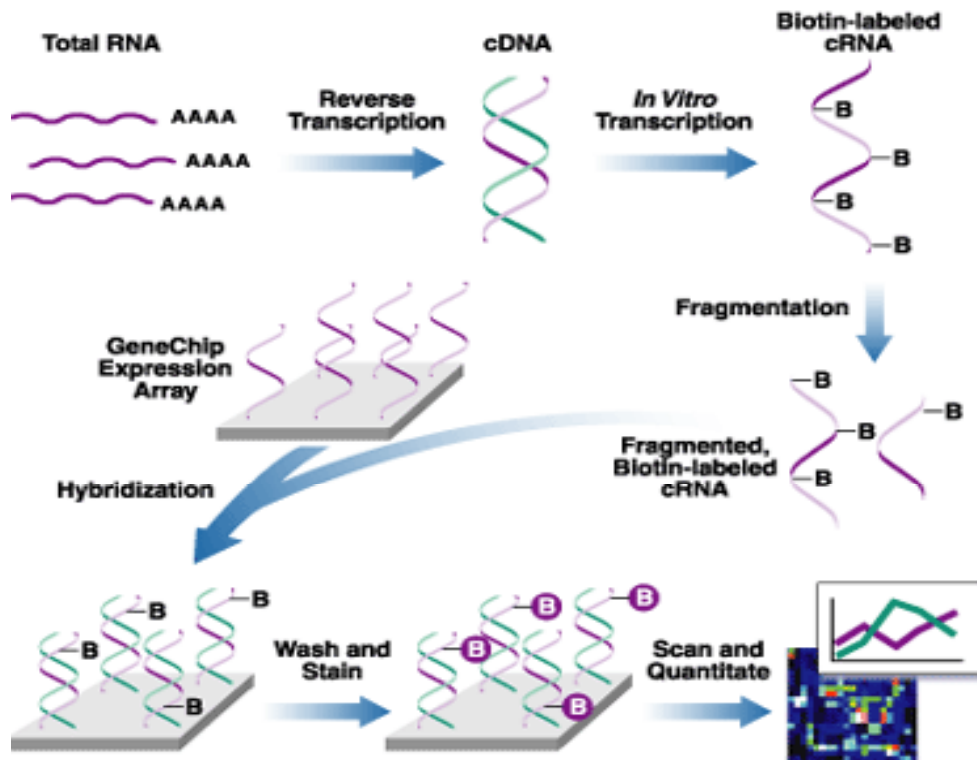 Total RNA
cDNA
Biotin-labeled
cRNA
Reverse
Transcription
In Vitro
Transcription
AAAA
AAAA
AAAA
B
B
B
B
Fragmentation
GeneChip
Expression
Array
B
B
B
B
Fragmented,
Biotin-labeled
cRNA
Hybridization
B
B
B
B
Wash and
Stain
B
B
B
B
Scan and
Quantitate